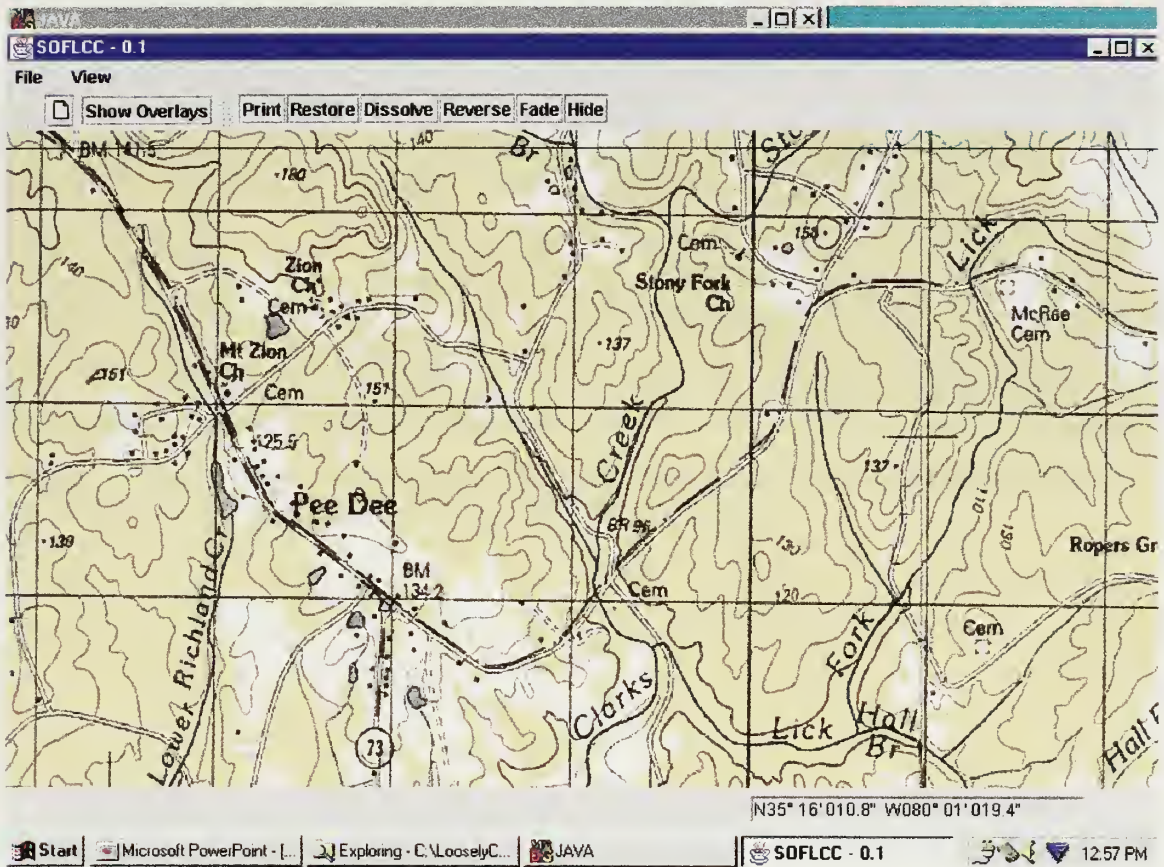 JAVA
SOFLCC - 0.1
File View
Show Overlays Print Restore Dissolve Reverse Fade Hide
BM 141.5
140
Br
180
Cem
158
Lick
140
Zion
Ch
Cem
Stony Fork
Ch
McRae
Cem
Mt Zion
Ch
137
151
Cem
151
125.5
Creek
137
110
Pee Dee
BR 96
139
130
130
Ropers Gr
BM
134.2
Cem
120
Cem
Fork
Lower Richland Cr
Clarks
Lick
Hall
Br
73
Hall
N35° 16'010.8" W080° 01'019.4"
Start Microsoft PowerPoint - [... Exploring - C:\LooselyC... JAVA SOFLCC - 0.1 12:57 PM